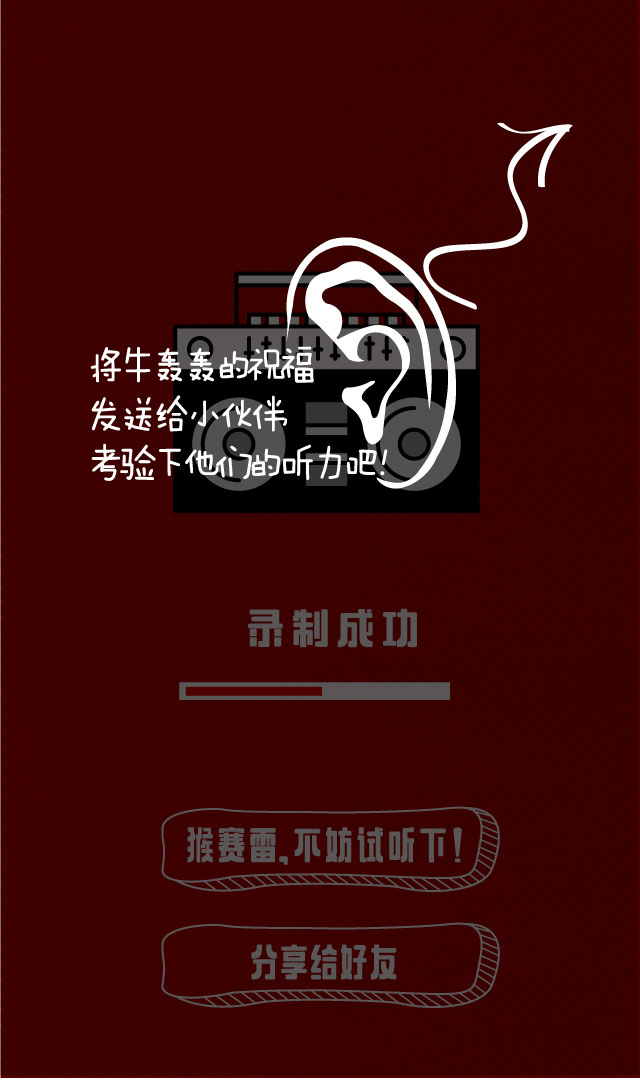 将牛轰轰的祝福
发送给小伙伴,
考验下他们的听力吧!
录制成功
猴赛雷,不妨试听下!
分享给好友